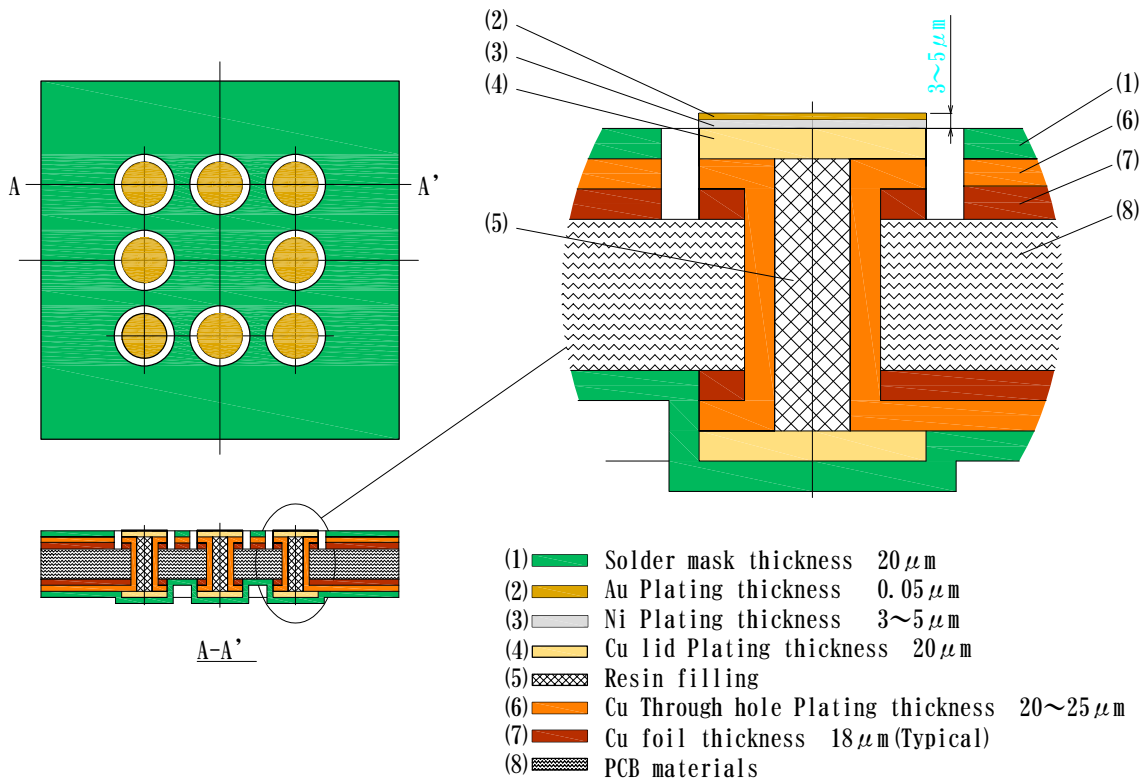 (2)
(3)
(4)
3~5μm
(1)
(6)
(7)
(8)
(5)
A
A’
A-A’
(1) Solder mask thickness 20μm
(2) Au Plating thickness 0.05μm
(3) Ni Plating thickness 3~5μm
(4) Cu lid Plating thickness 20μm
(5) Resin filling
(6) Cu Through hole Plating thickness 20~25μm
(7) Cu foil thickness 18μm(Typical)
(8) PCB materials